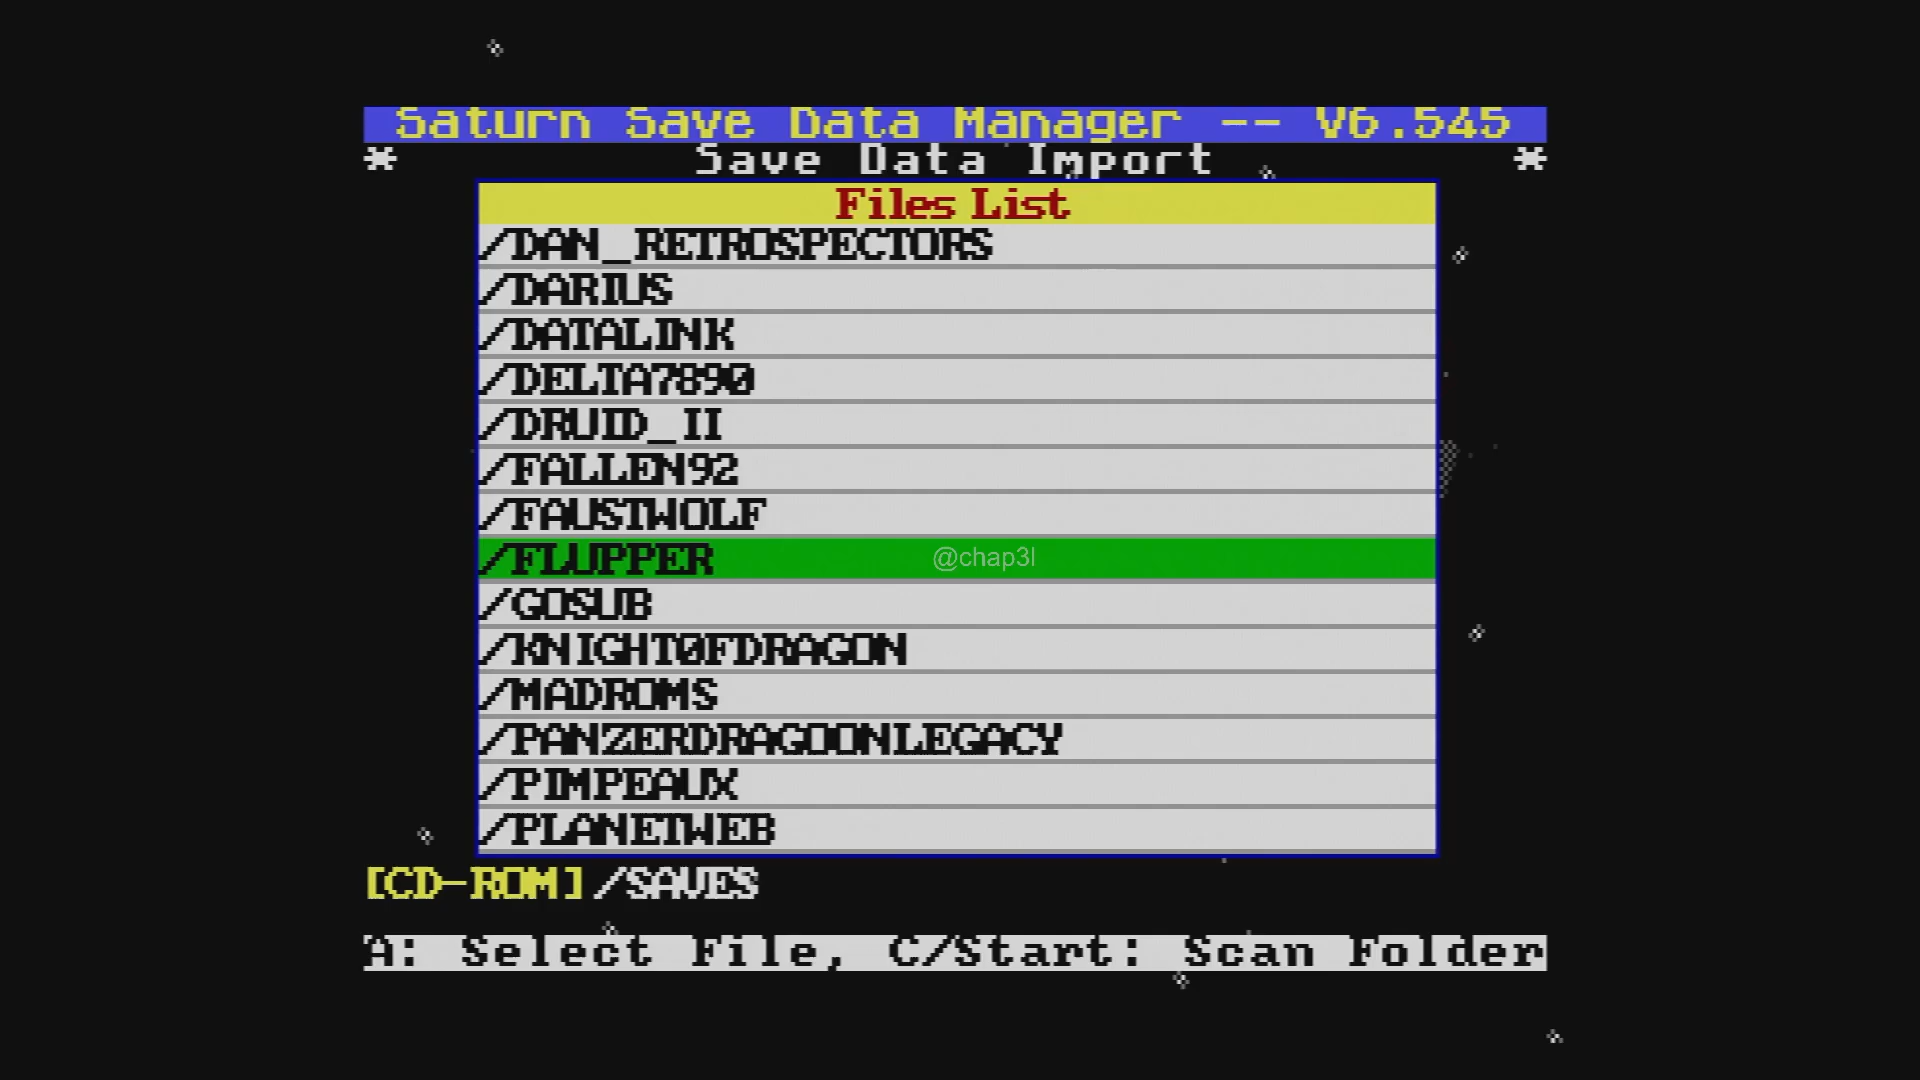 Saturn Save Data Manager -- V6.545
* Save Data Import *
Files List
/DAN_RETROSPECTORS
/DARIUS
/DATALINK
/DELTA7890
/DRUID_II
/FALLEN92
/FAUSTWOLF
/FLUPPER
@chap3l
/GOSUB
/KNIGHT0FDRAGON
/MADROMS
/PANZERDRAGOONLEGACY
/PIMPEAUX
/PLANETWEB
[CD-ROM]/SAVES
A: Select File, C/Start: Scan Folder